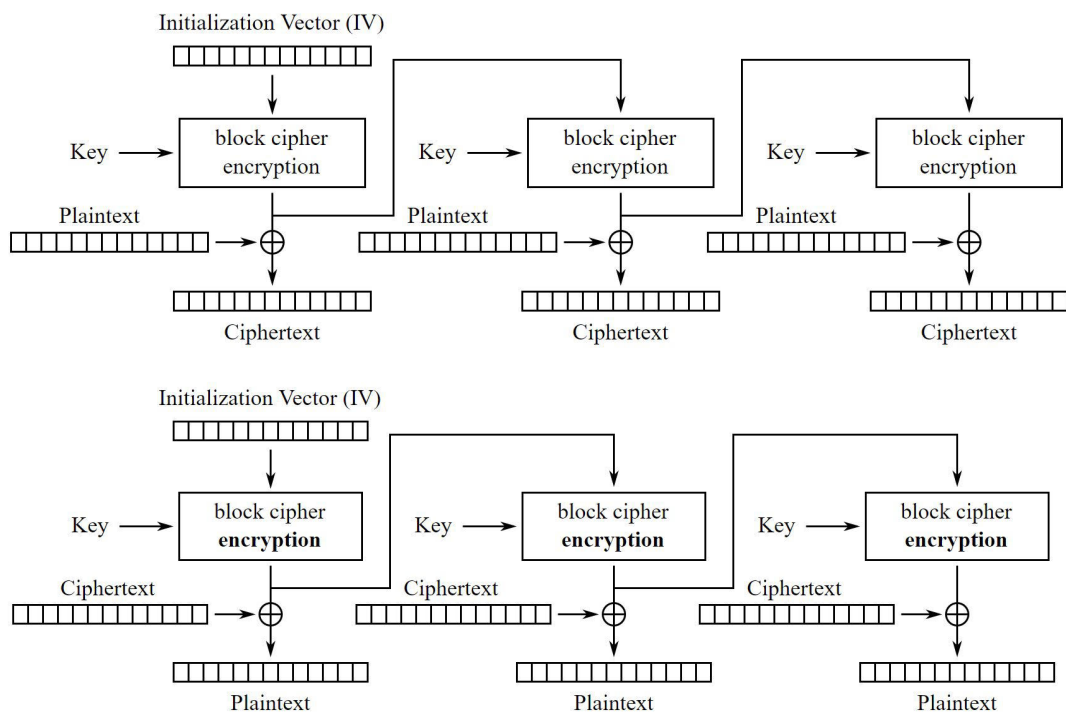 Initialization Vector (IV)
Key
block cipher
encryption
Key
block cipher
encryption
Key
block cipher
encryption
Plaintext
Plaintext
Plaintext
Ciphertext
Ciphertext
Ciphertext
Initialization Vector (IV)
Key
block cipher
encryption
Key
block cipher
encryption
Key
block cipher
encryption
Ciphertext
Ciphertext
Ciphertext
Plaintext
Plaintext
Plaintext